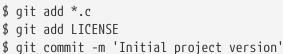 $ git add *.c
$ git add LICENSE
$ git commit -m 'Initial project version'